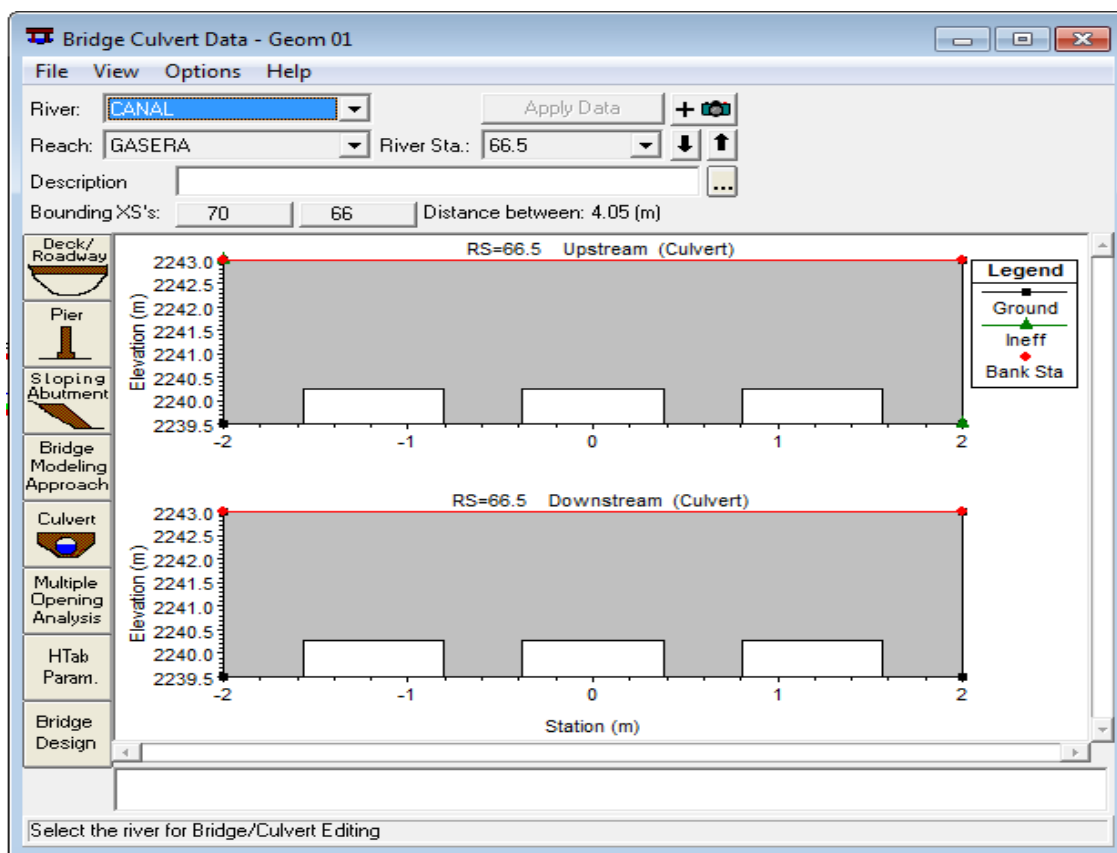 Bridge Culvert Data - Geom 01
File View Options Help
River: CANAL Apply Data +
Reach: GASERA River Sta.: 66.5
Description ...
Bounding XS's: 70 66 Distance between: 4.05 (m)
Deck/
Roadway
Pier
Sloping
Abutment
Bridge
Modeling
Approach
Culvert
Multiple
Opening
Analysis
HTab
Param.
Bridge
Design
RS=66.5 Upstream (Culvert)
Elevation (m)
2243.0
2242.5
2242.0
2241.5
2241.0
2240.5
2240.0
2239.5
-2 -1 0 1 2
Legend
Ground
Ineff
Bank Sta
RS=66.5 Downstream (Culvert)
Elevation (m)
2243.0
2242.5
2242.0
2241.5
2241.0
2240.5
2240.0
2239.5
-2 -1 0 1 2
Station (m)
Select the river for Bridge/Culvert Editing